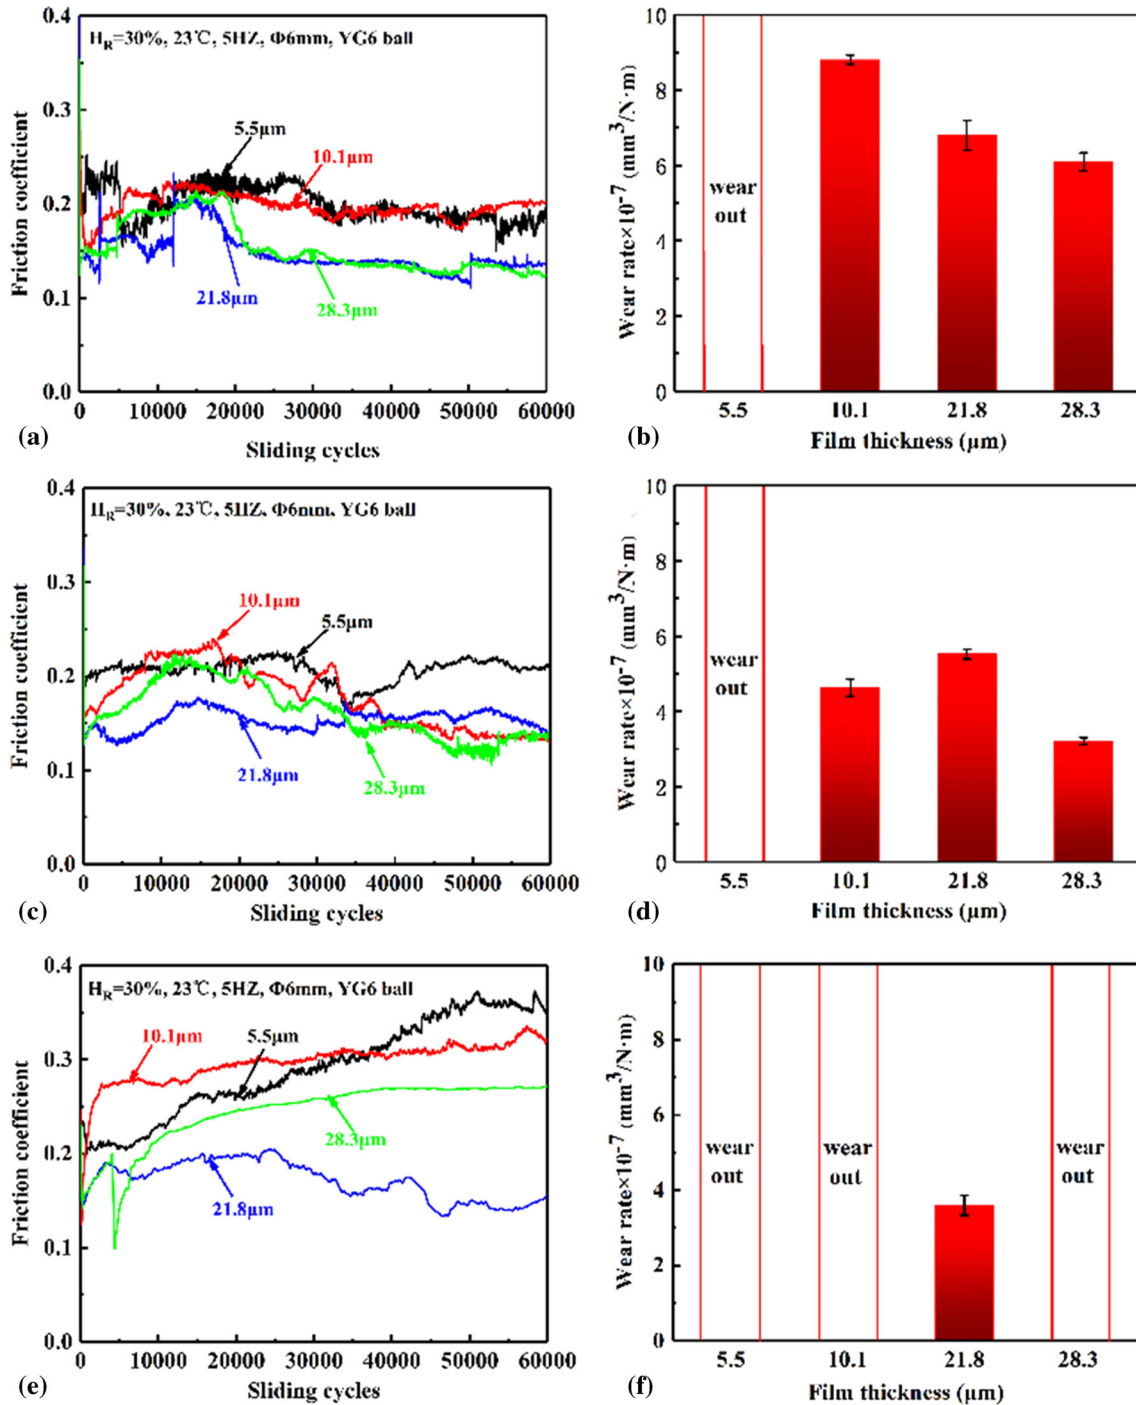 0.4
0.3
0.2
0.1
0.0
Friction coefficient
H_R=30%, 23℃, 5HZ, Φ6mm, YG6 ball
5.5μm
10.1μm
21.8μm
28.3μm
0 10000 20000 30000 40000 50000 60000
Sliding cycles
(a)
10
8
6
4
2
0
Wear rate×10⁻⁷ (mm³/N·m)
wear
out
5.5 10.1 21.8 28.3
Film thickness (μm)
(b)
0.4
0.3
0.2
0.1
0.0
Friction coefficient
H_R=30%, 23℃, 5HZ, Φ6mm, YG6 ball
10.1μm
5.5μm
21.8μm
28.3μm
0 10000 20000 30000 40000 50000 60000
Sliding cycles
(c)
10
8
6
4
2
0
Wear rate×10⁻⁷ (mm³/N·m)
wear
out
5.5 10.1 21.8 28.3
Film thickness (μm)
(d)
0.4
0.3
0.2
0.1
0.0
Friction coefficient
H_R=30%, 23℃, 5HZ, Φ6mm, YG6 ball
10.1μm
5.5μm
28.3μm
21.8μm
0 10000 20000 30000 40000 50000 60000
Sliding cycles
(e)
10
8
6
4
2
0
Wear rate×10⁻⁷ (mm³/N·m)
wear wear wear
out out out
5.5 10.1 21.8 28.3
Film thickness (μm)
(f)